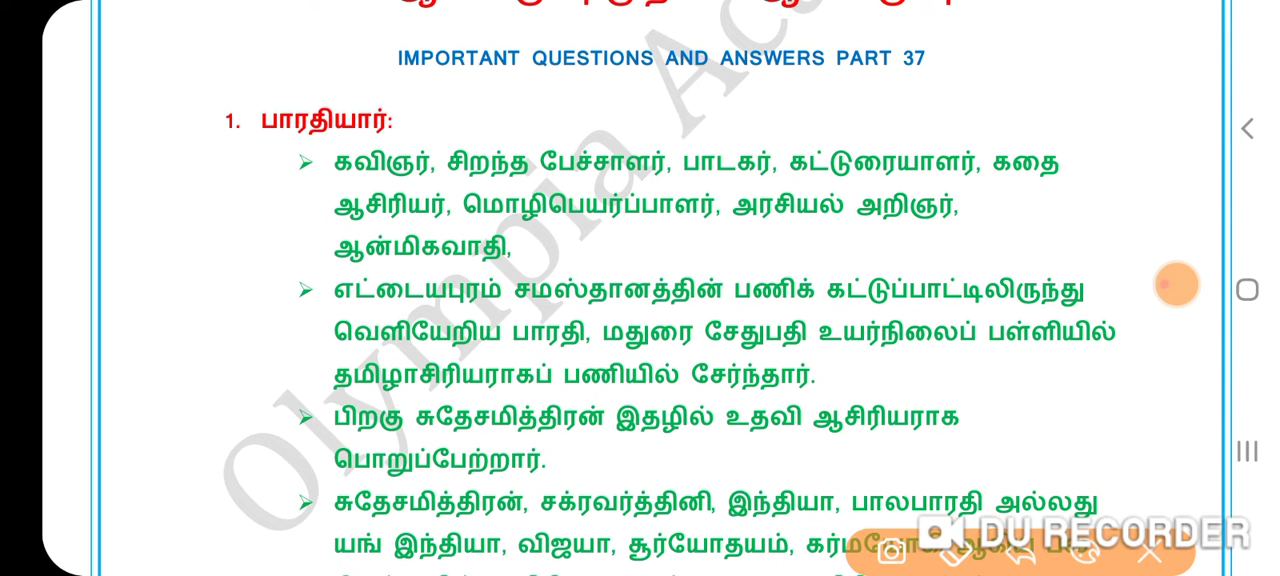 IMPORTANT QUESTIONS AND ANSWERS PART 37
1. பாரதியார்:
➢ கவிஞர், சிறந்த பேச்சாளர், பாடகர், கட்டுரையாளர், கதை
ஆசிரியர், மொழிபெயர்ப்பாளர், அரசியல் அறிஞர்,
ஆன்மிகவாதி,
➢ எட்டையபுரம் சமஸ்தானத்தின் பணிக் கட்டுப்பாட்டிலிருந்து
வெளியேறிய பாரதி, மதுரை சேதுபதி உயர்நிலைப் பள்ளியில்
தமிழாசிரியராகப் பணியில் சேர்ந்தார்.
➢ பிறகு சுதேசமித்திரன் இதழில் உதவி ஆசிரியராக
பொறுப்பேற்றார்.
➢ சுதேசமித்திரன், சக்ரவர்த்தினி, இந்தியா, பாலபாரதி அல்லது
யங் இந்தியா, விஜயா, சூர்யோதயம்,
Olympia
DU RECORDER